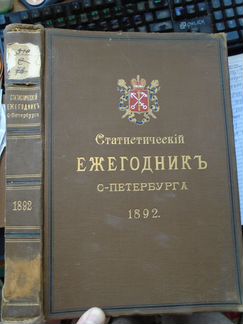 СТАТИСТИЧЕСКІЙ
ЕЖЕГОДНИКЪ
С-Петербурга
1892
Статистическій
ЕЖЕГОДНИКЪ
С-ПЕТЕРБУРГА
1892.